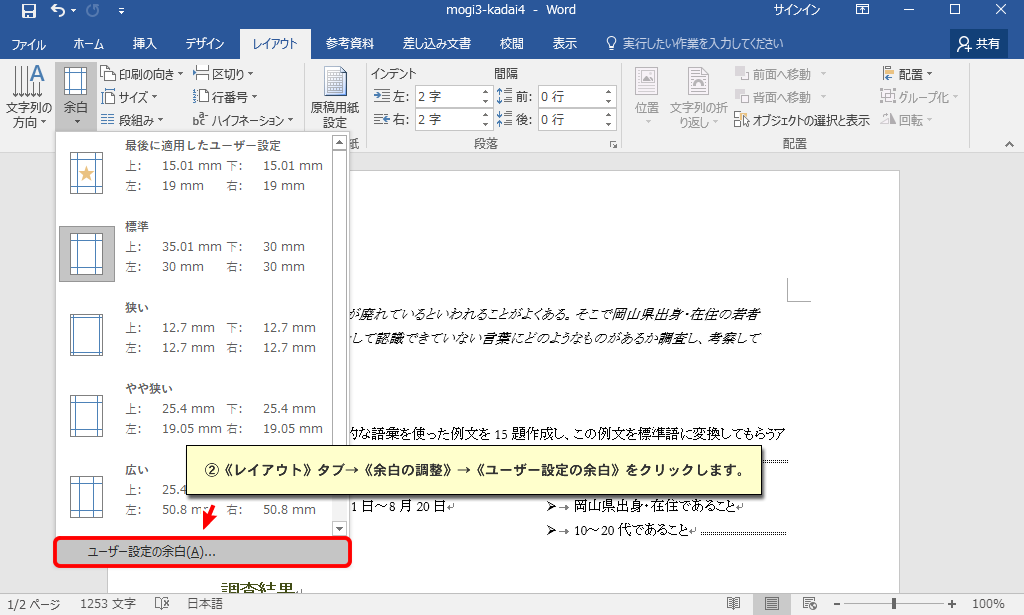 mogi3-kadai4 - Word
サインイン
ファイル ホーム 挿入 デザイン レイアウト 参考資料 差し込み文書 校閲 表示 実行したい作業を入力してください 共有
文字列の方向
余白
印刷の向き
サイズ
段組み
区切り
行番号
ハイフネーション
原稿用紙設定
紙
インデント
左: 2 字
右: 2 字
間隔
前: 0 行
後: 0 行
段落
位置
文字列の折り返し
前面へ移動
背面へ移動
オブジェクトの選択と表示
配置
グループ化
回転
配置
最後に適用したユーザー設定
上: 15.01 mm 下: 15.01 mm
左: 19 mm 右: 19 mm
標準
上: 35.01 mm 下: 30 mm
左: 30 mm 右: 30 mm
狭い
上: 12.7 mm 下: 12.7 mm
左: 12.7 mm 右: 12.7 mm
やや狭い
上: 25.4 mm 下: 25.4 mm
左: 19.05 mm 右: 19.05 mm
広い
上: 25.4
左: 50.8 mm 右: 50.8 mm
ユーザー設定の余白(A)...
が廃れているといわれることがよくある。そこで岡山県出身・在住の若者
して認識できていない言葉にどのようなものがあるか調査し、考察して
的な語彙を使った例文を 15 題作成し、この例文を標準語に変換してもらうア
②《レイアウト》タブ→《余白の調整》→《ユーザー設定の余白》をクリックします。
1 日～8 月 20 日
岡山県出身・在住であること
10～20 代であること
調査結果
1/2 ページ 1253 文字 日本語 100%